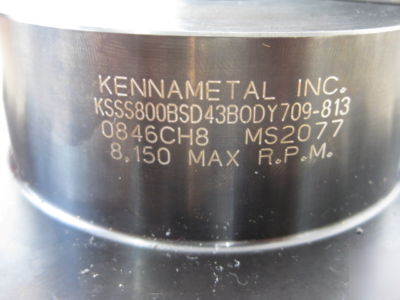 KENNAMETAL INC.
KSSS800BSD43BODY709-813
0846CH8 MS2077
8,150 MAX R.P.M.